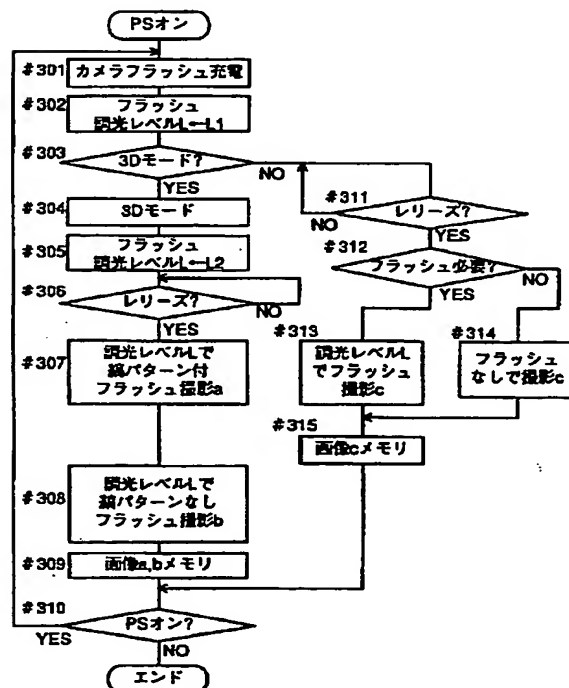 PSオン
#301
カメラフラッシュ充電
#302
フラッシュ
調光レベルL←L1
#303
3Dモード?
NO
YES
#304
3Dモード
#305
フラッシュ
調光レベルL←L2
#306
レリーズ?
NO
YES
#307
調光レベルLで
縞パターン付
フラッシュ撮影a
#308
調光レベルLで
縞パターンなし
フラッシュ撮影b
#309
画像a,bメモリ
#310
PSオン?
YES
NO
エンド
#311
レリーズ?
NO
YES
#312
フラッシュ必要?
NO
YES
#313
調光レベルL
でフラッシュ
撮影c
#314
フラッシュ
なしで撮影c
#315
画像cメモリ